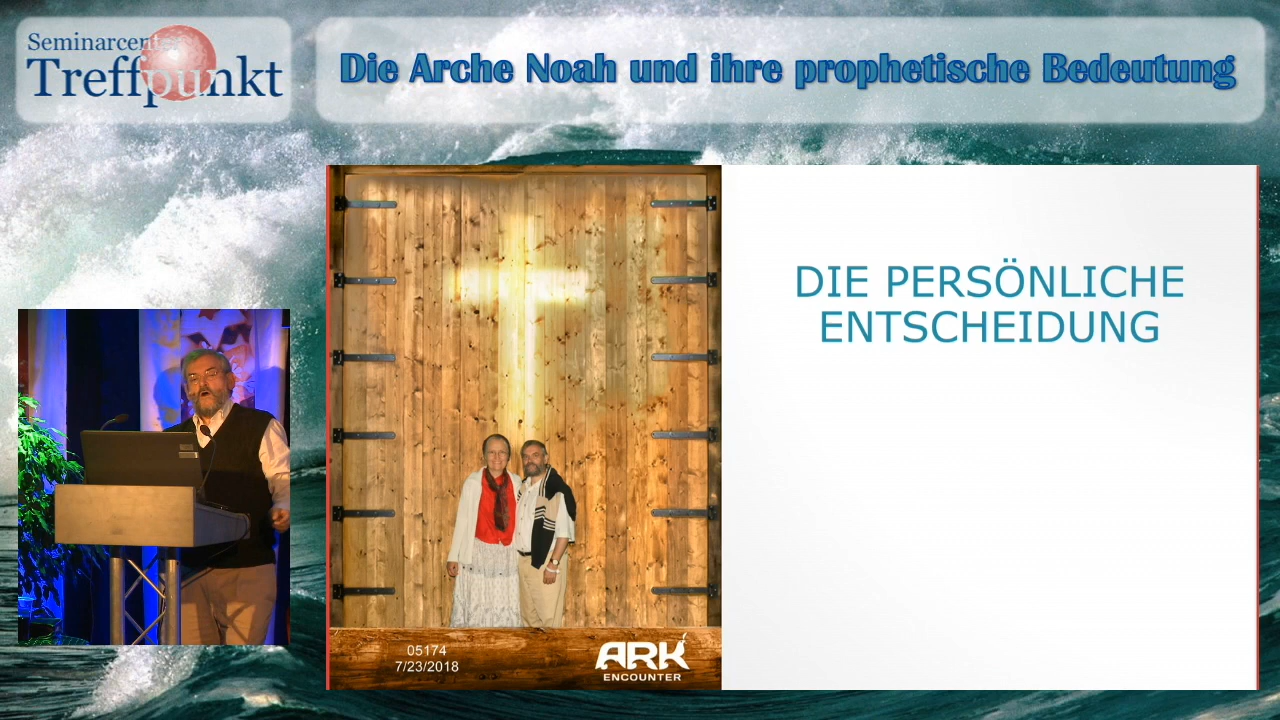 Seminarcenter
Treffpunkt
Die Arche Noah und ihre prophetische Bedeutung
DIE PERSÖNLICHE
ENTSCHEIDUNG
05174
7/23/2018
ARK
ENCOUNTER